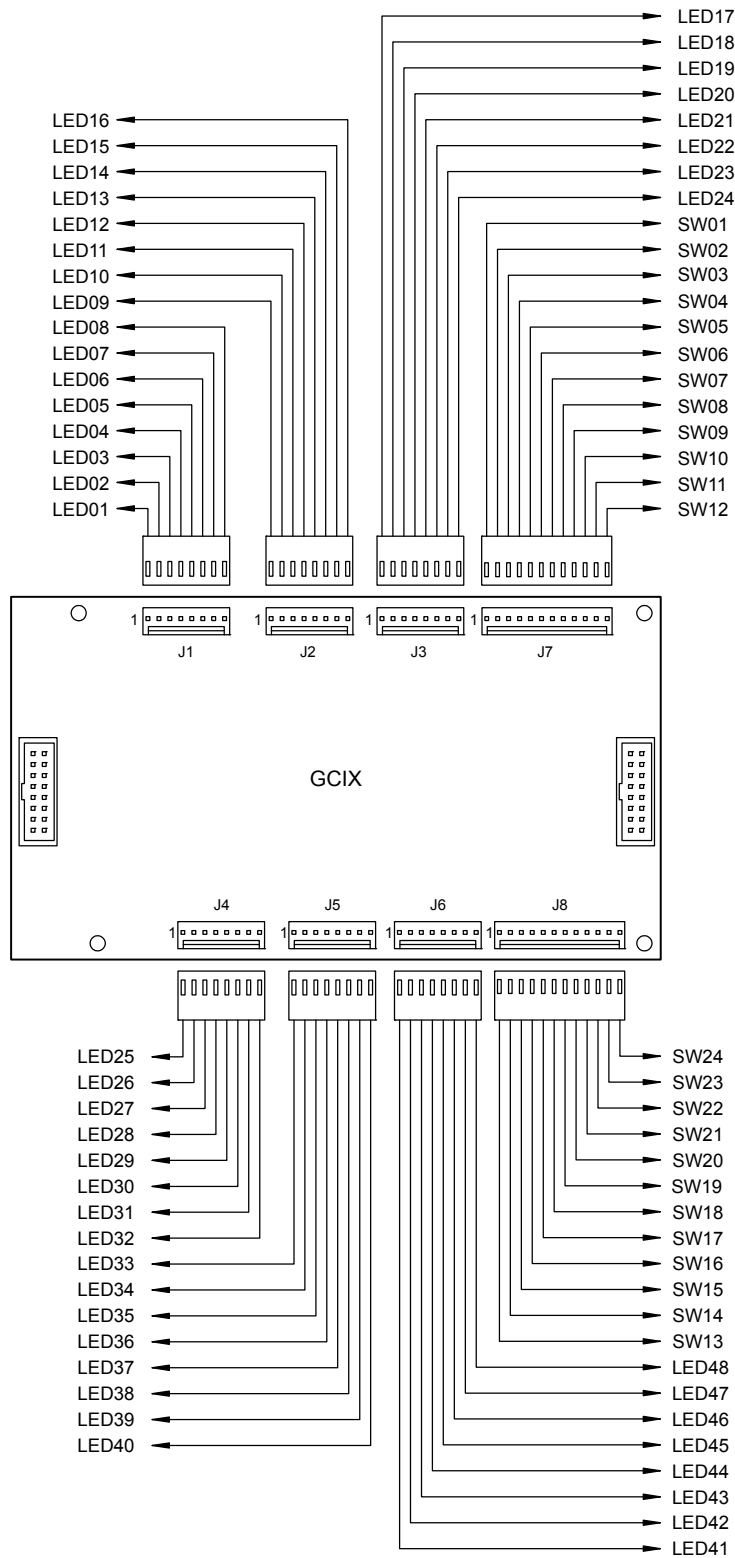 LED17
LED18
LED19
LED20
LED16 LED21
LED15 LED22
LED14 LED23
LED13 LED24
LED12 SW01
LED11 SW02
LED10 SW03
LED09 SW04
LED08 SW05
LED07 SW06
LED06 SW07
LED05 SW08
LED04 SW09
LED03 SW10
LED02 SW11
LED01 SW12
1 1 1 1
J1 J2 J3 J7
GCIX
J4 J5 J6 J8
1 1 1 1
LED25 SW24
LED26 SW23
LED27 SW22
LED28 SW21
LED29 SW20
LED30 SW19
LED31 SW18
LED32 SW17
LED33 SW16
LED34 SW15
LED35 SW14
LED36 SW13
LED37 LED48
LED38 LED47
LED39 LED46
LED40 LED45
LED44
LED43
LED42
LED41